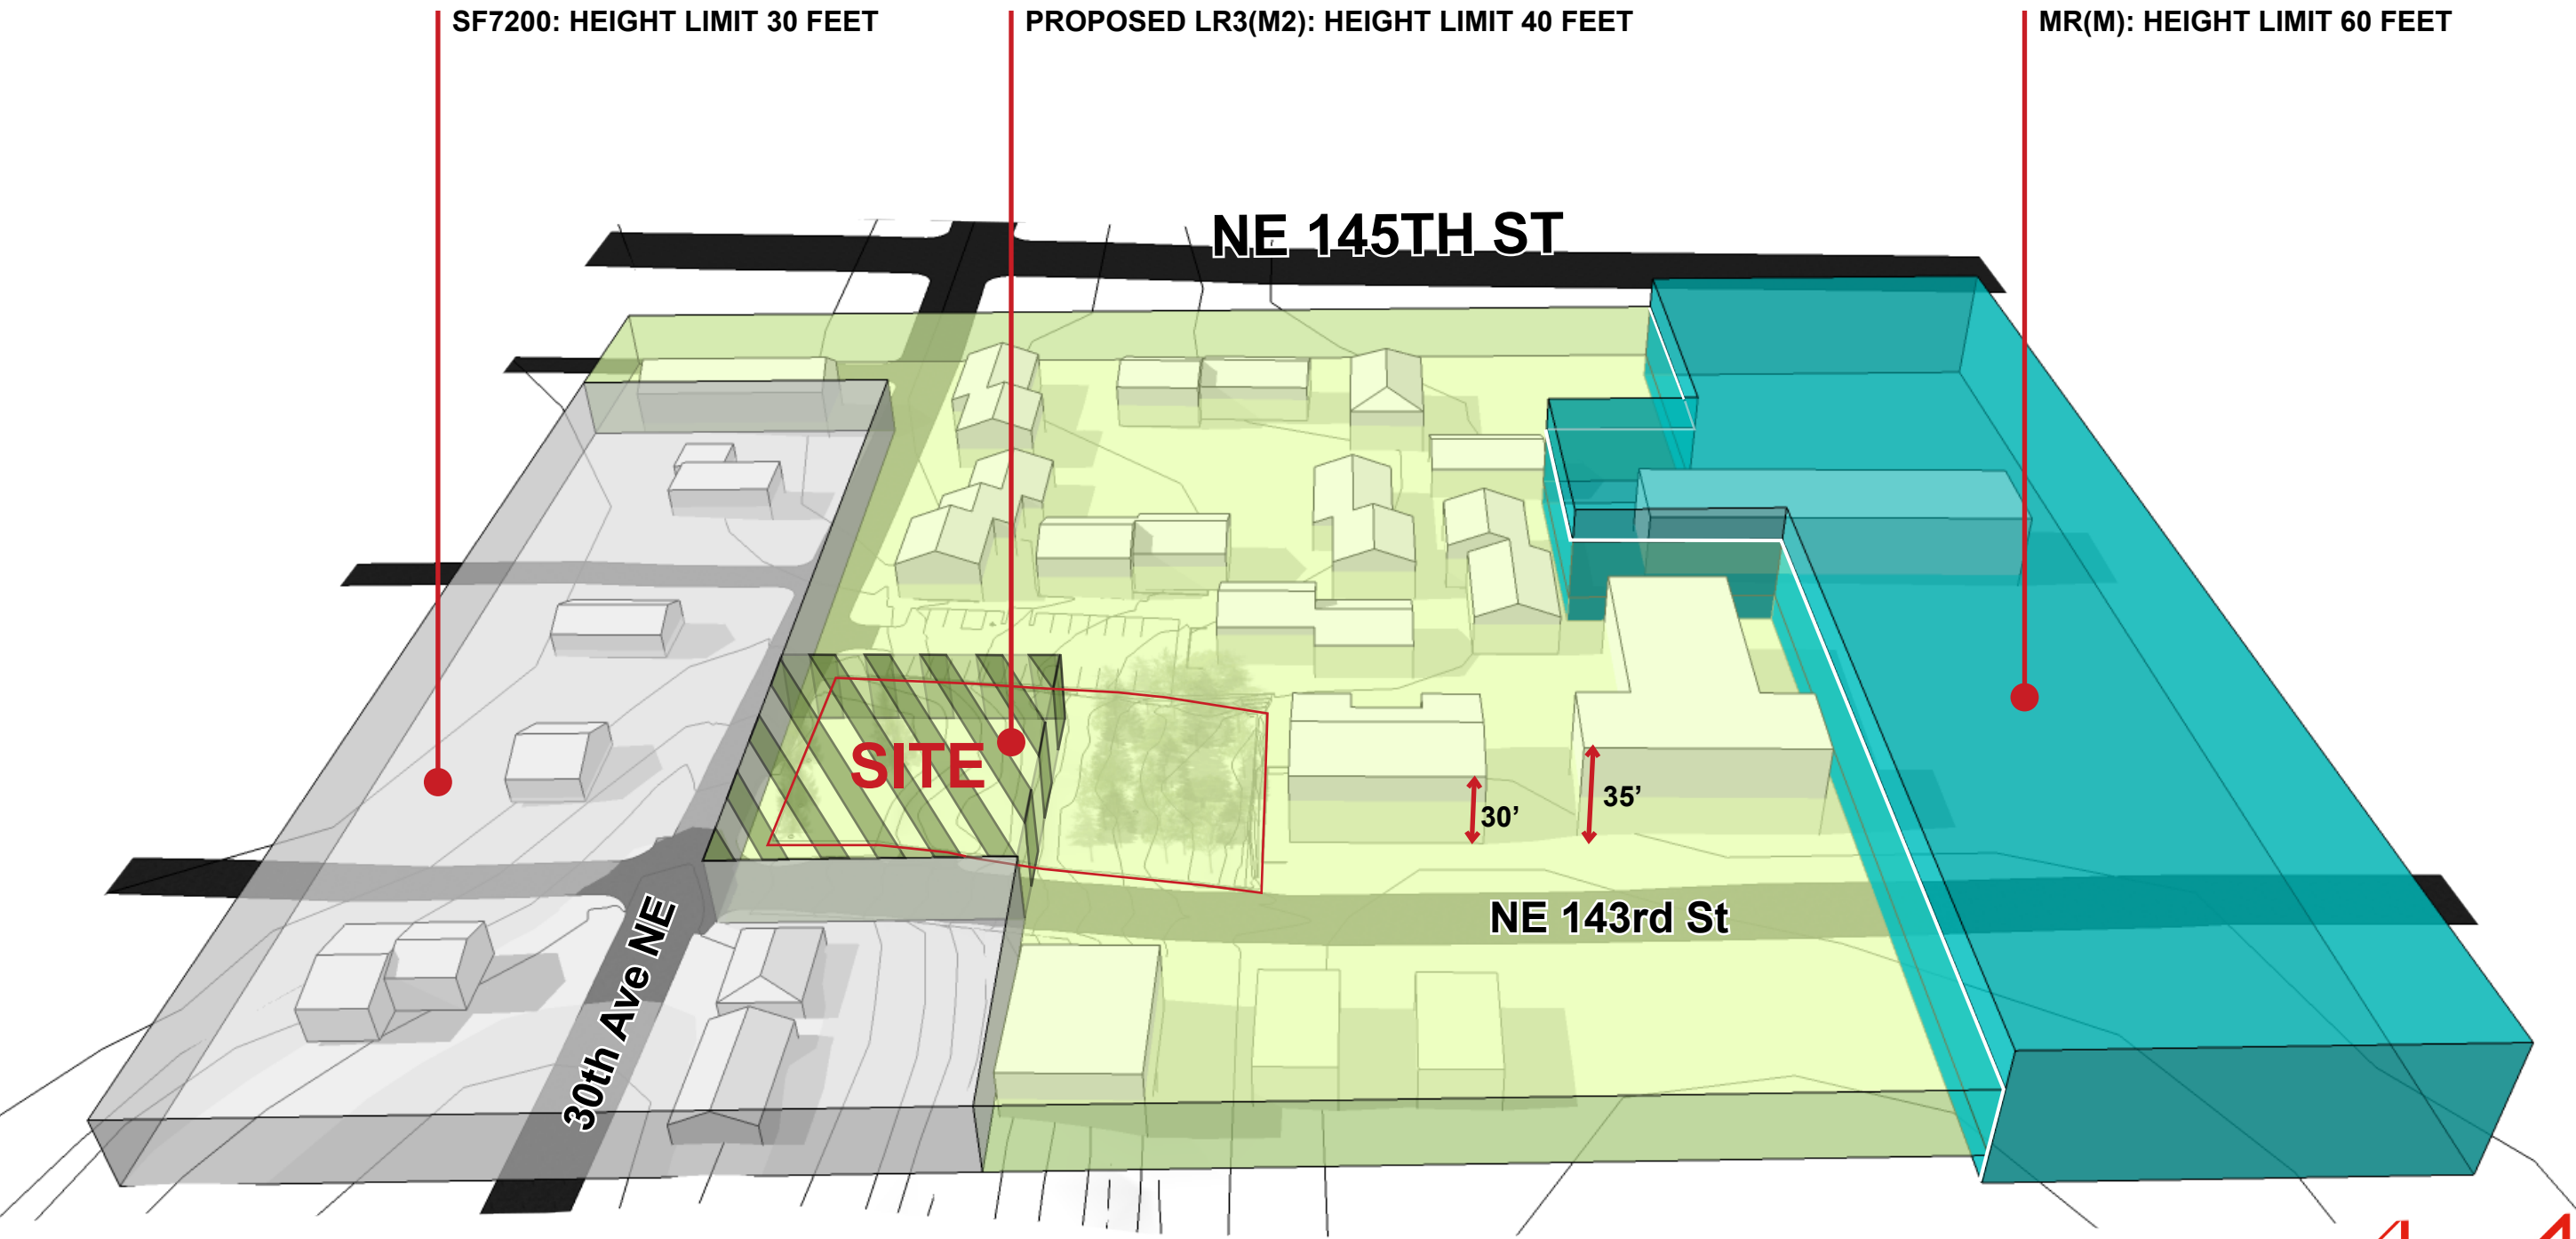 SF7200: HEIGHT LIMIT 30 FEET
PROPOSED LR3(M2): HEIGHT LIMIT 40 FEET
MR(M): HEIGHT LIMIT 60 FEET
NE 145TH ST
SITE
30'
35’
NE 143rd St
30th Ave NE